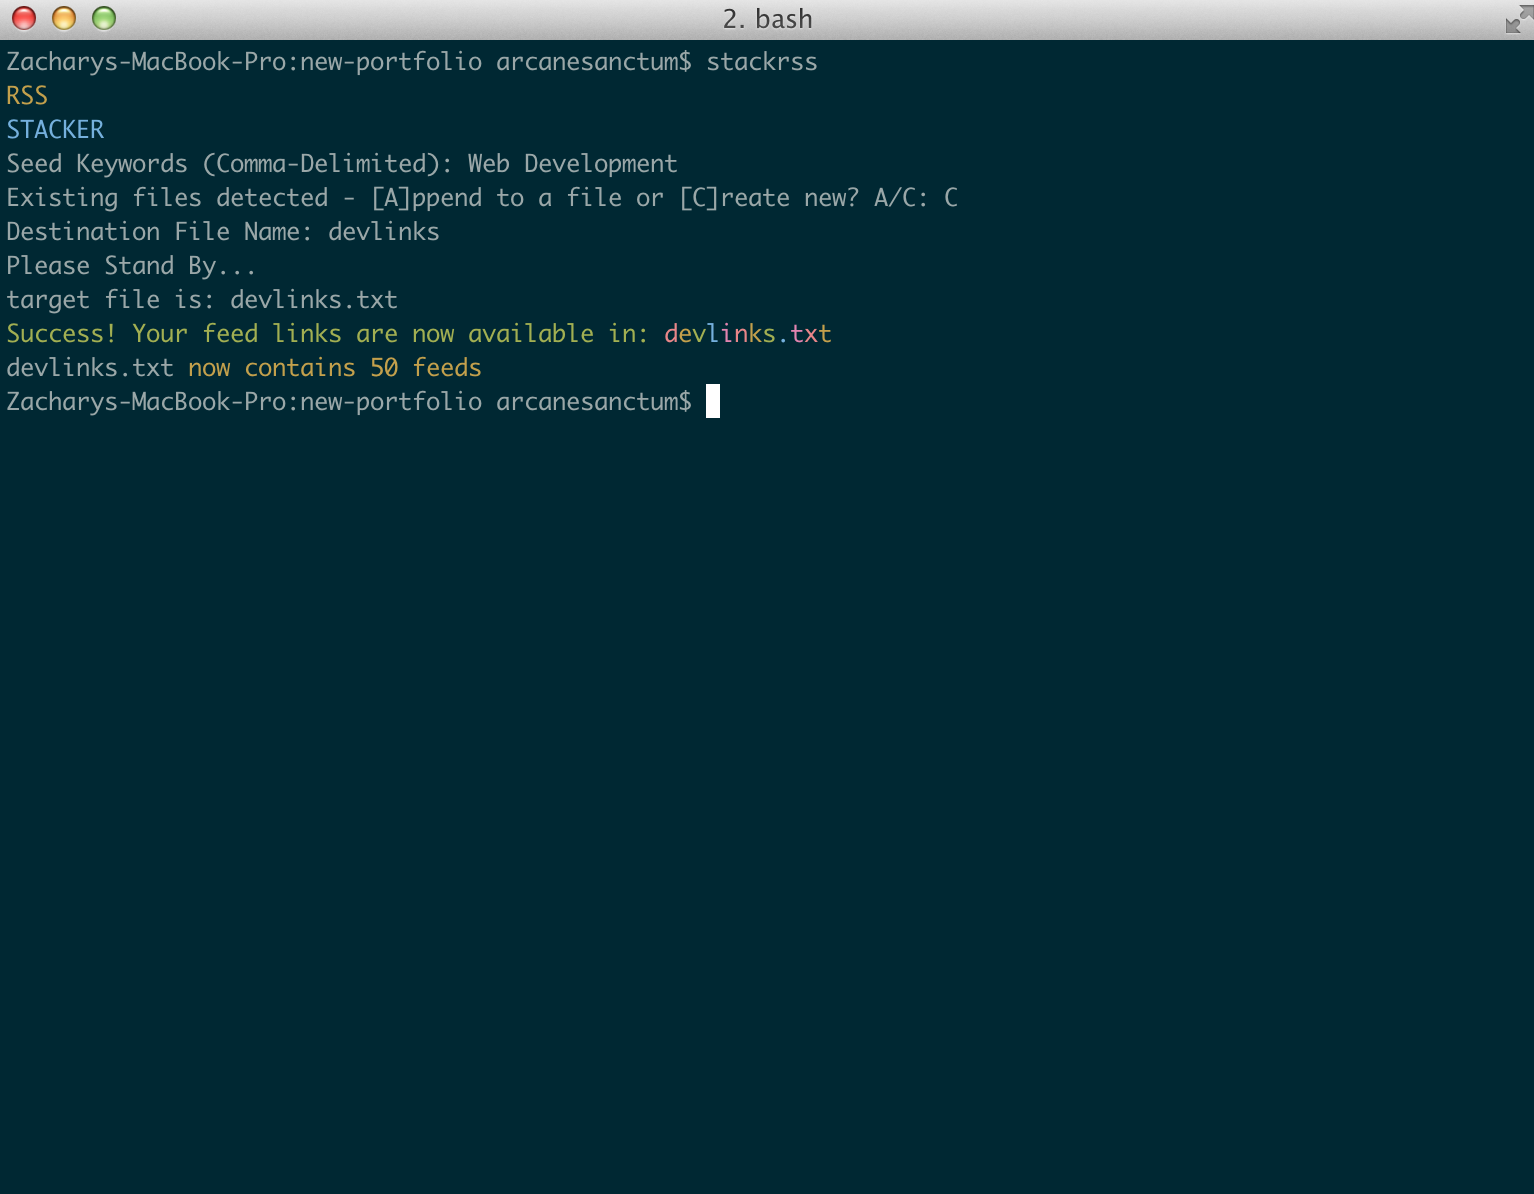 2. bash
Zacharys-MacBook-Pro:new-portfolio arcanesanctum$ stackrss
RSS
STACKER
Seed Keywords (Comma-Delimited): Web Development
Existing files detected - [A]ppend to a file or [C]reate new? A/C: C
Destination File Name: devlinks
Please Stand By...
target file is: devlinks.txt
Success! Your feed links are now available in: devlinks.txt
devlinks.txt now contains 50 feeds
Zacharys-MacBook-Pro:new-portfolio arcanesanctum$